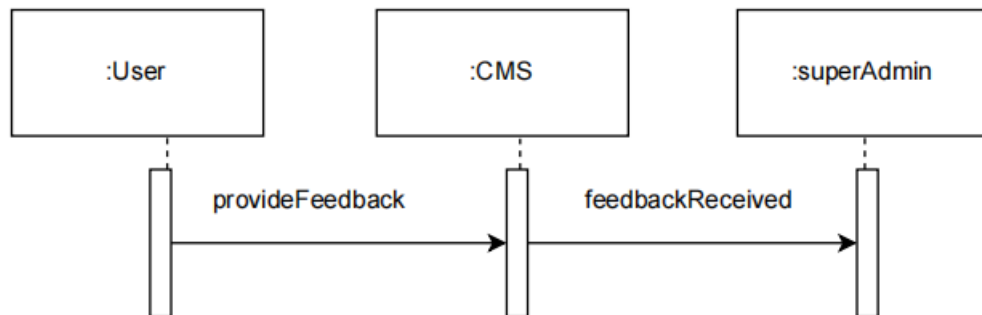 :User
:CMS
:superAdmin
provideFeedback
feedbackReceived